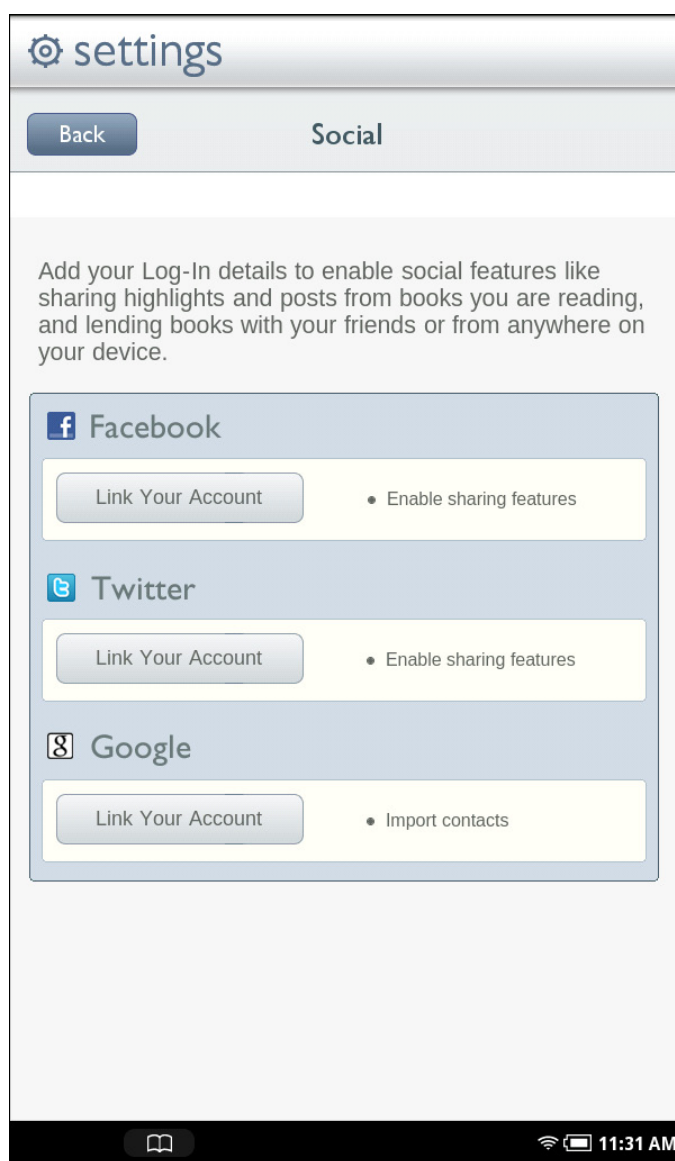 settings
Back Social
Add your Log-In details to enable social features like
sharing highlights and posts from books you are reading,
and lending books with your friends or from anywhere on
your device.
Facebook
Link Your Account • Enable sharing features
Twitter
Link Your Account • Enable sharing features
Google
Link Your Account • Import contacts
11:31 AM